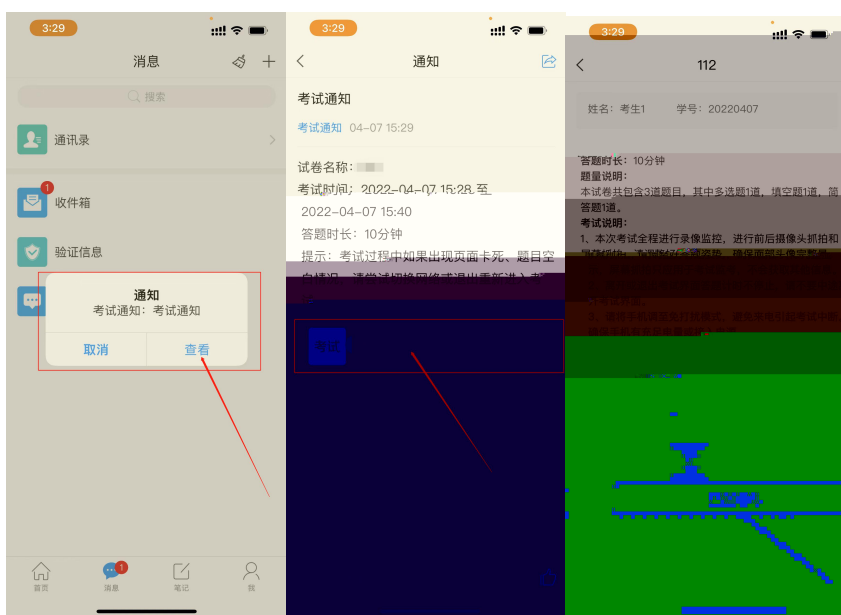 3:29
消息
搜索
通讯录
1
收件箱
验证信息
通知
考试通知：考试通知
取消
查看
首页
1
消息
笔记
我
3:29
通知
考试通知
考试通知 04-07 15:29
试卷名称：
考试时间：2022-04-07 15:28 至
2022-04-07 15:40
答题时长：10分钟
提示：考试过程中如果出现页面卡死、题目空
白情况，请尝试切换网络或退出重新进入考
考试
3:29
112
姓名：考生1 学号：20220407
答题时长：10分钟
题量说明：
本试卷共包含3道题目，其中多选题1道，填空题1道，简
答题1道。
考试说明：
1、本次考试全程进行录像监控，进行前后摄像头抓拍和